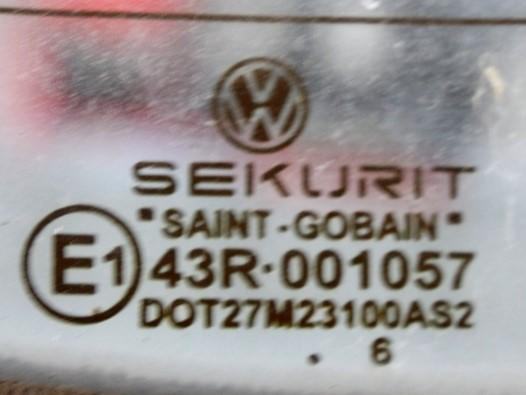 SEKURIT
"SAINT-GOBAIN"
E1 43R·001057
DOT27M23100AS2
. 6